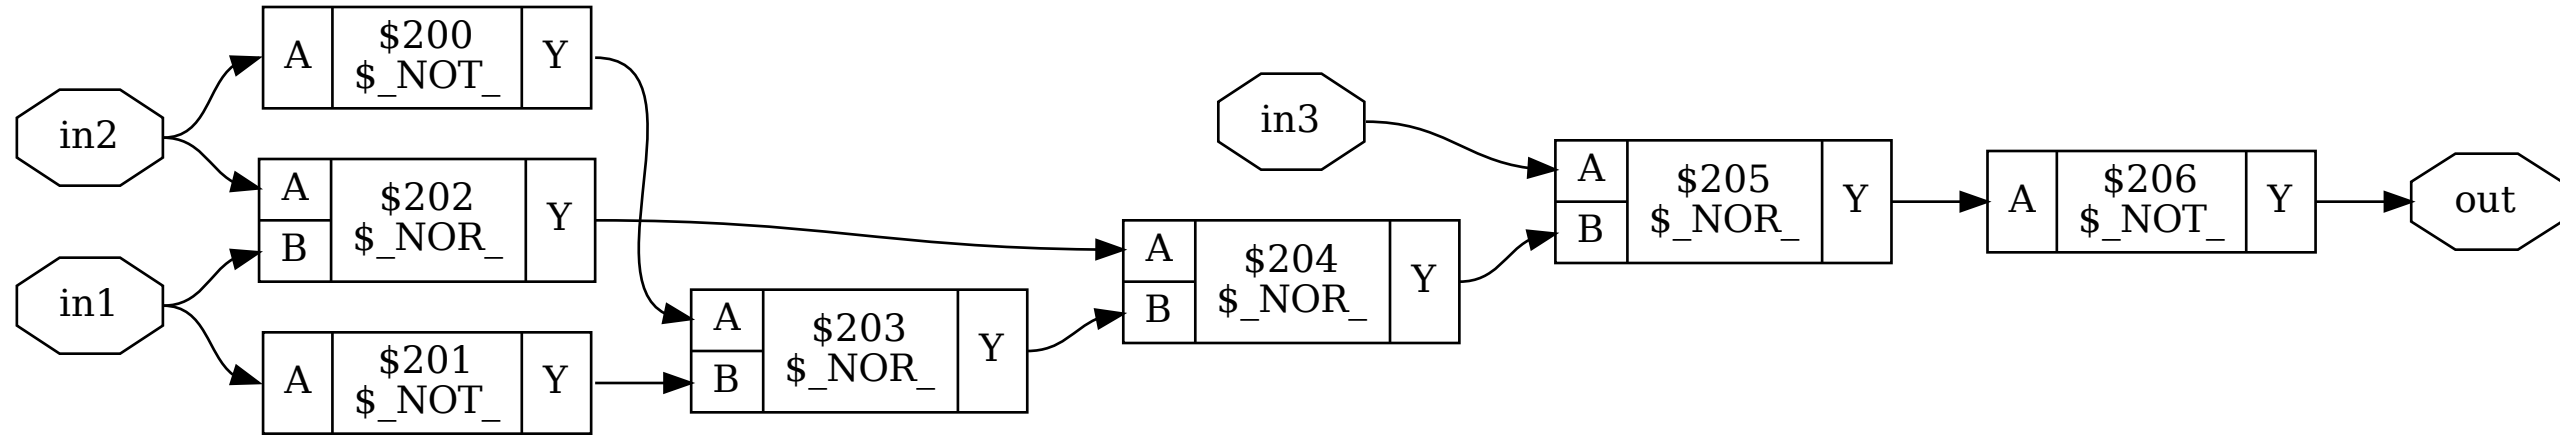 in2
in1
A
$200
$_NOT_
Y
A
B
$202
$_NOR_
Y
A
$201
$_NOT_
Y
A
B
$203
$_NOR_
Y
in3
A
B
$204
$_NOR_
Y
A
B
$205
$_NOR_
Y
A
$206
$_NOT_
Y
out